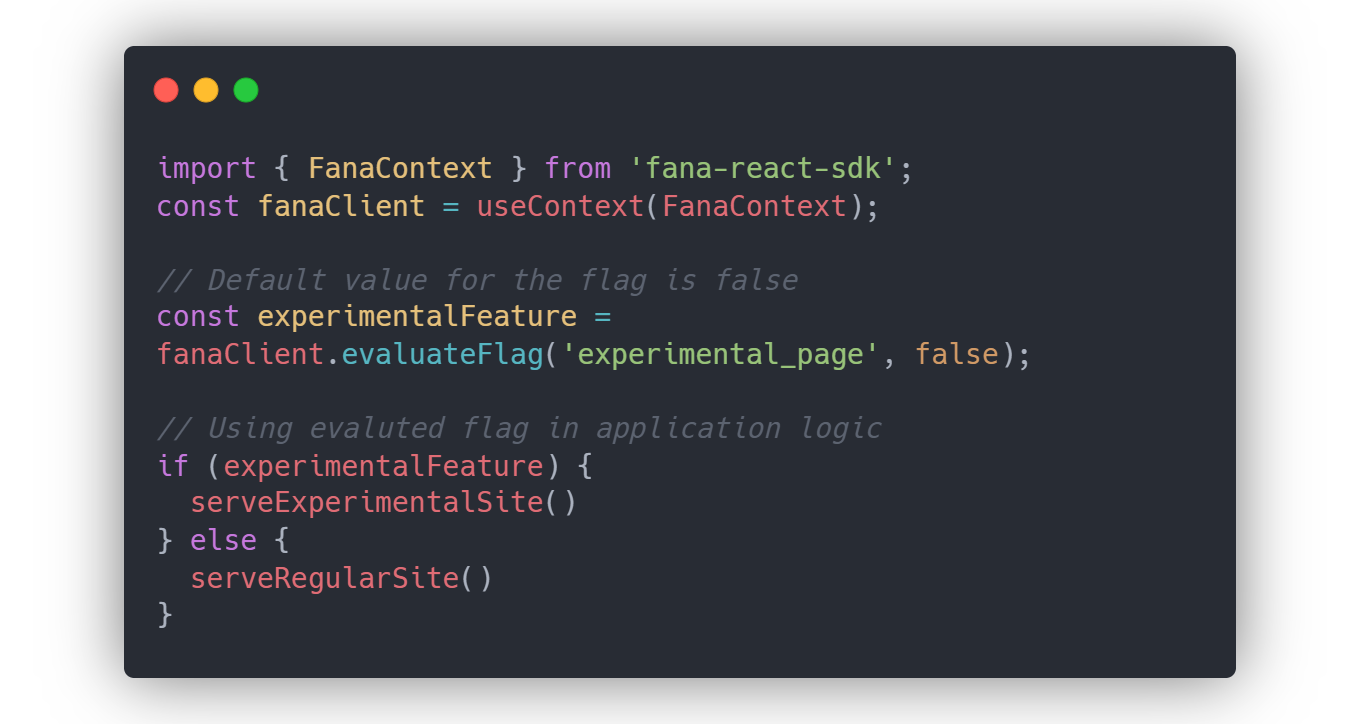 import { FanaContext } from 'fana-react-sdk';
const fanaClient = useContext(FanaContext);
// Default value for the flag is false
const experimentalFeature =
fanaClient.evaluateFlag('experimental_page', false);
// Using evaluted flag in application logic
if (experimentalFeature) {
  serveExperimentalSite()
} else {
  serveRegularSite()
}